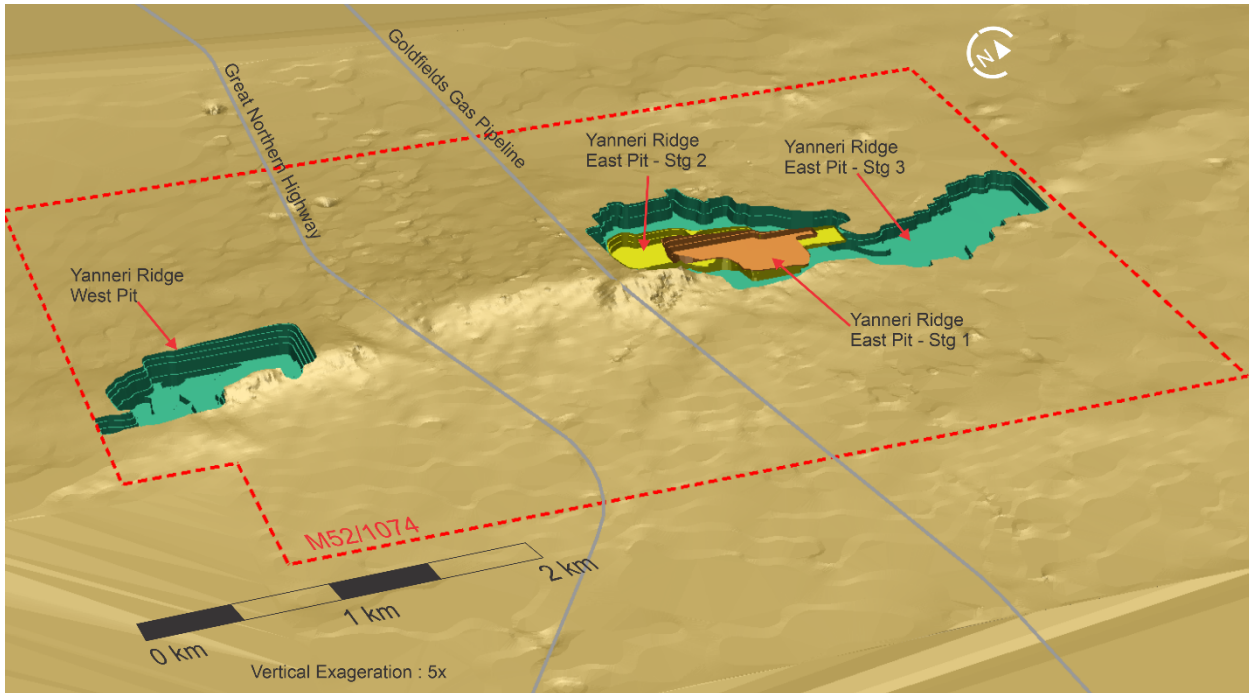 N
Great Northern Highway
Goldfields Gas Pipeline
Yanneri Ridge
East Pit - Stg 2
Yanneri Ridge
East Pit - Stg 3
Yanneri Ridge
West Pit
Yanneri Ridge
East Pit - Stg 1
M52/1074
0 km
1 km
2 km
Vertical Exageration : 5x